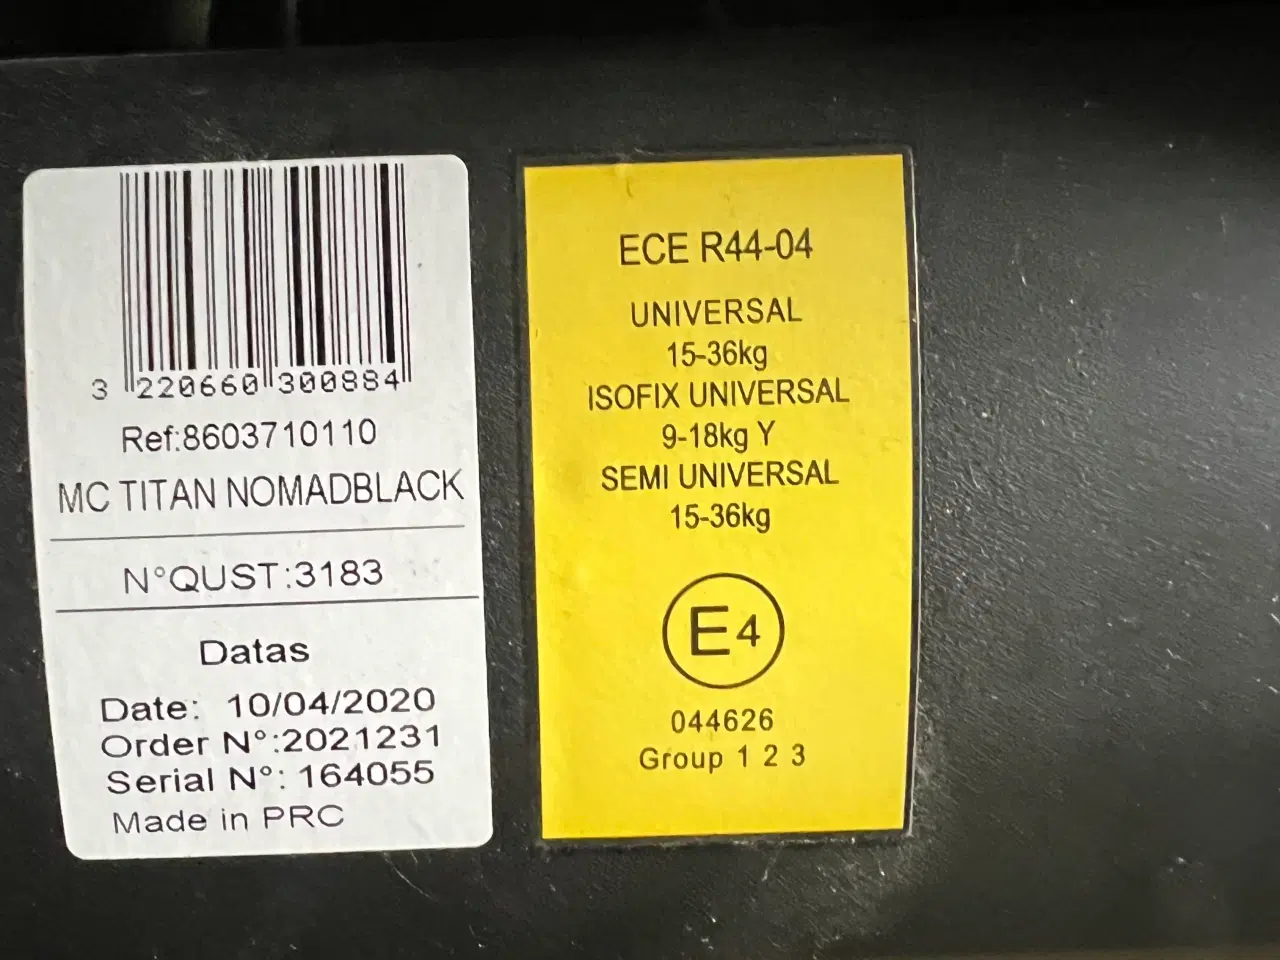 3 220660 300884
Ref:8603710110
MC TITAN NOMADBLACK
N°QUST:3183
Datas
Date: 10/04/2020
Order N°:2021231
Serial N°: 164055
Made in PRC
ECE R44-04
UNIVERSAL
15-36kg
ISOFIX UNIVERSAL
9-18kg Y
SEMI UNIVERSAL
15-36kg
E4
044626
Group 1 2 3